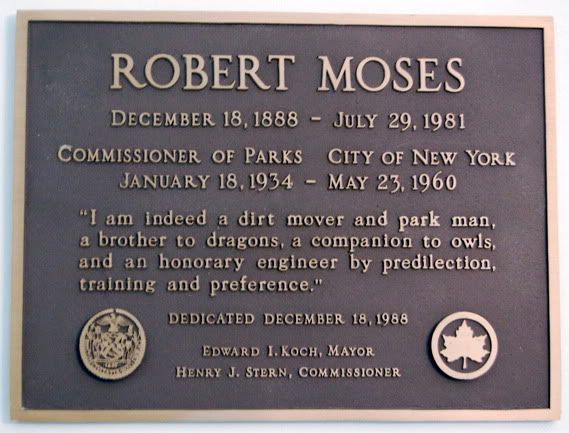 ROBERT MOSES
DECEMBER 18, 1888 – JULY 29, 1981
COMMISSIONER OF PARKS CITY OF NEW YORK
JANUARY 18, 1934 – MAY 23, 1960
"I am indeed a dirt mover and park man,
a brother to dragons, a companion to owls,
and an honorary engineer by predilection,
training and preference."
DEDICATED DECEMBER 18, 1988
EDWARD I. KOCH, MAYOR
HENRY J. STERN, COMMISSIONER